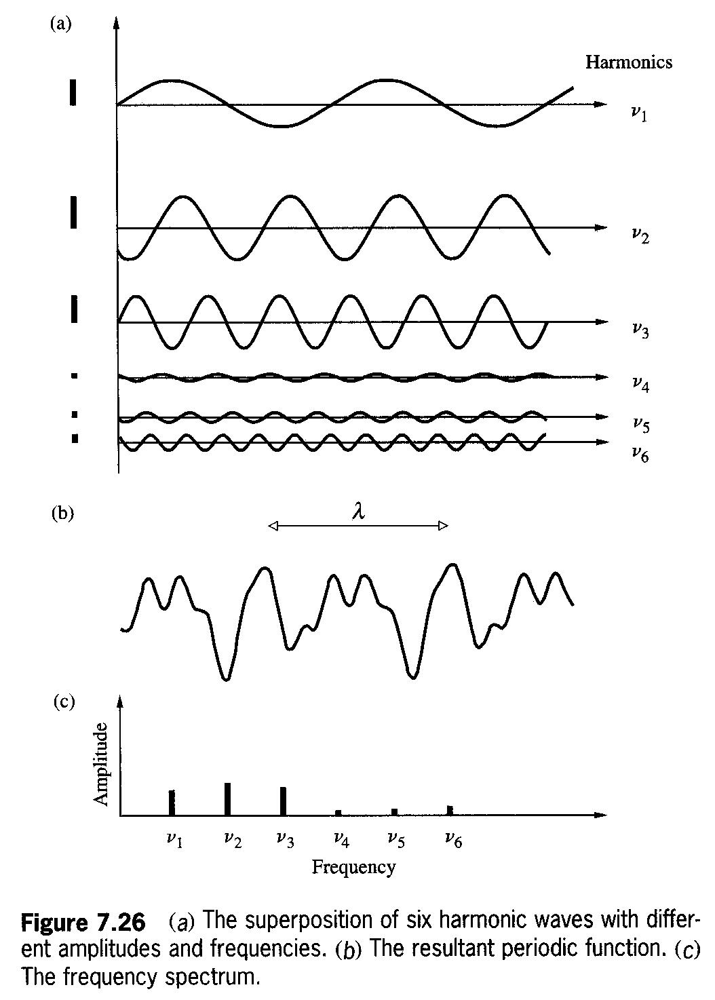 (a)
Harmonics
ν1
ν2
ν3
ν4
ν5
ν6
(b)
λ
(c)
Amplitude
ν1 ν2 ν3 ν4 ν5 ν6
Frequency
Figure 7.26 (a) The superposition of six harmonic waves with differ-
ent amplitudes and frequencies. (b) The resultant periodic function. (c)
The frequency spectrum.